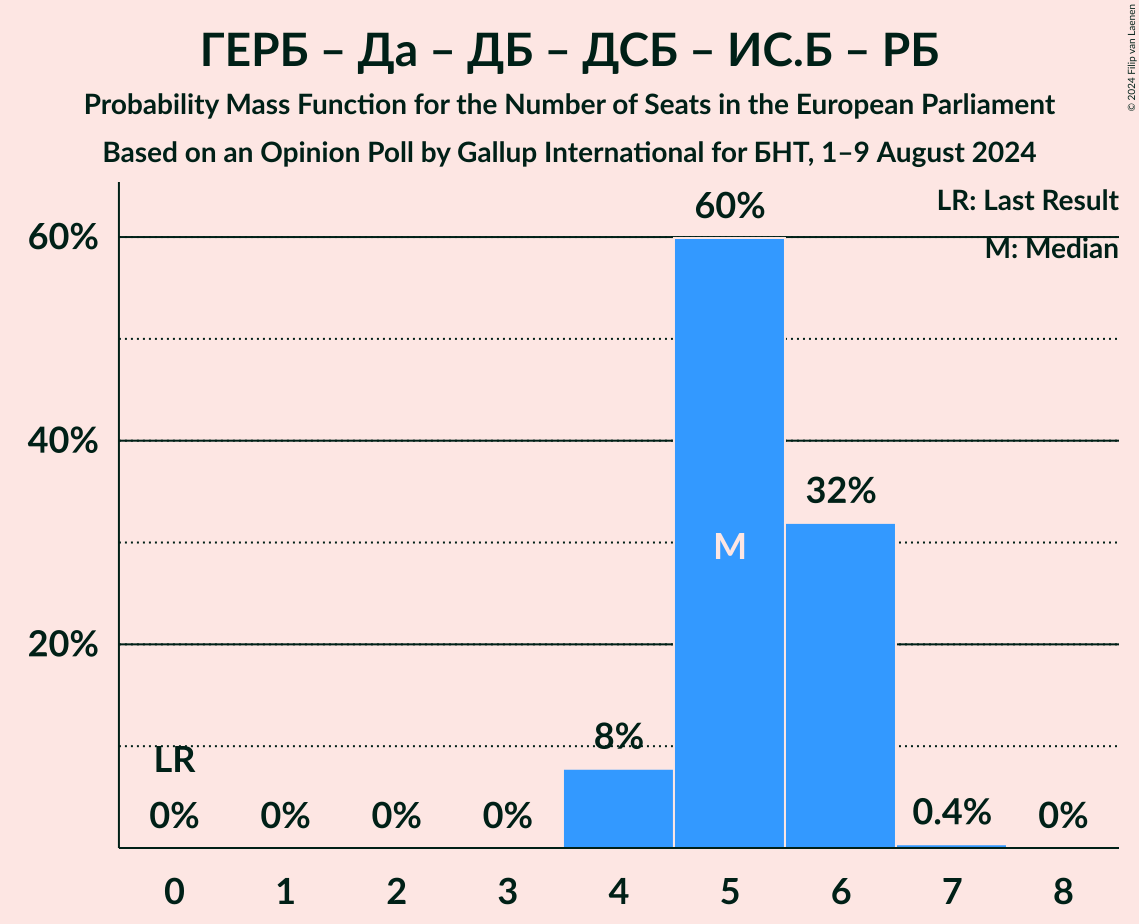 ГЕРБ – Да – ДБ – ДСБ – ИС.Б – РБ
Probability Mass Function for the Number of Seats in the European Parliament
Based on an Opinion Poll by Gallup International for БНТ, 1–9 August 2024
© 2024 Filip van Laenen
LR: Last Result
M: Median
60%
40%
20%
LR
0%
0%
0%
0%
8%
60%
M
32%
0.4%
0%
0 1 2 3 4 5 6 7 8